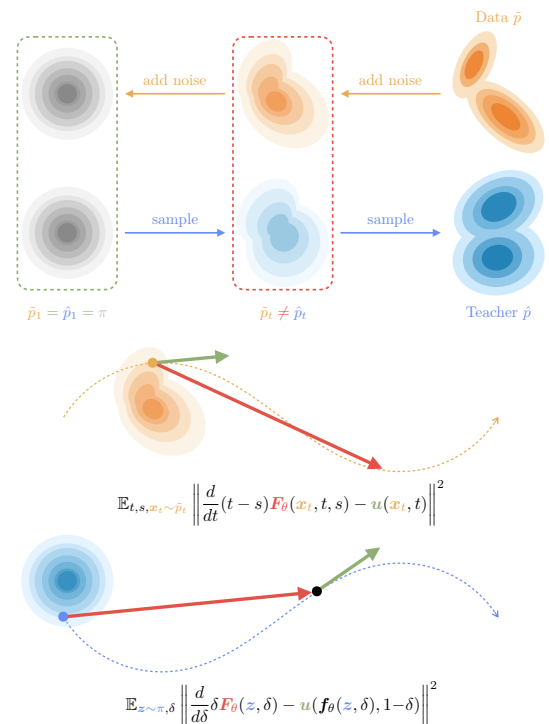 Data p̃
add noise add noise
sample sample
p̃₁ = p̂₁ = π p̃ₜ ≠ p̂ₜ Teacher p̂
𝔼_{t,s,𝒙ₜ∼p̃ₜ} ‖ d/dt (t − s)𝑭_θ(𝒙ₜ, t, s) − 𝒖(𝒙ₜ, t) ‖²
𝔼_{𝒛∼π,δ} ‖ d/dδ δ𝑭_θ(𝒛, δ) − 𝒖(𝒇_θ(𝒛, δ), 1−δ) ‖²